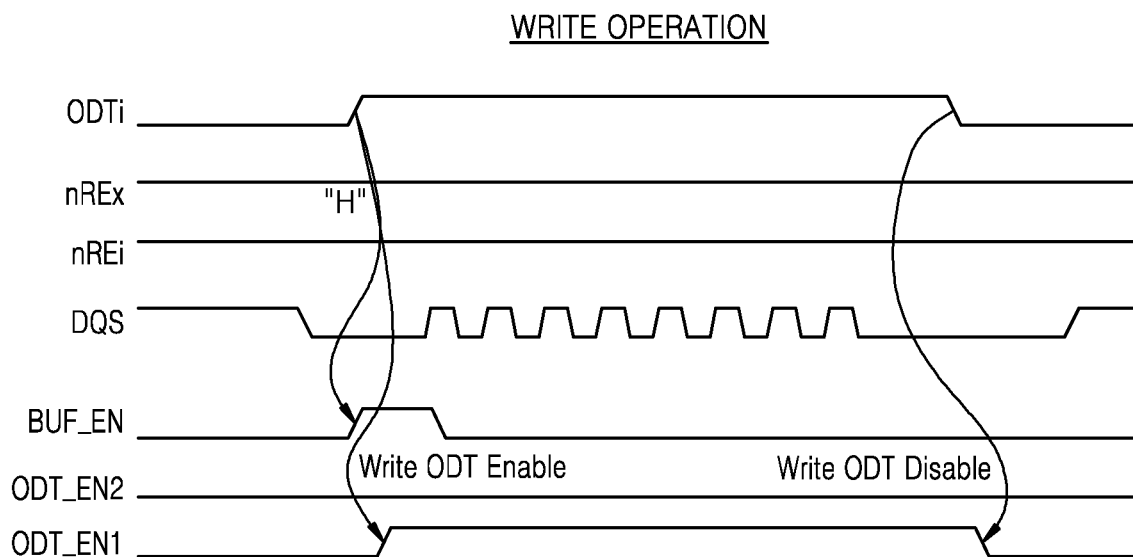 WRITE OPERATION
ODTi
nREx
"H"
nREi
DQS
BUF_EN
Write ODT Enable
Write ODT Disable
ODT_EN2
ODT_EN1